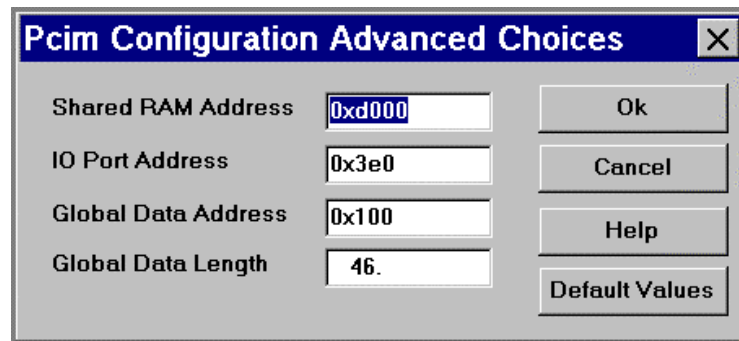 Pcim Configuration Advanced Choices
Shared RAM Address 0xd000 Ok
IO Port Address 0x3e0 Cancel
Global Data Address 0x100 Help
Global Data Length 46. Default Values